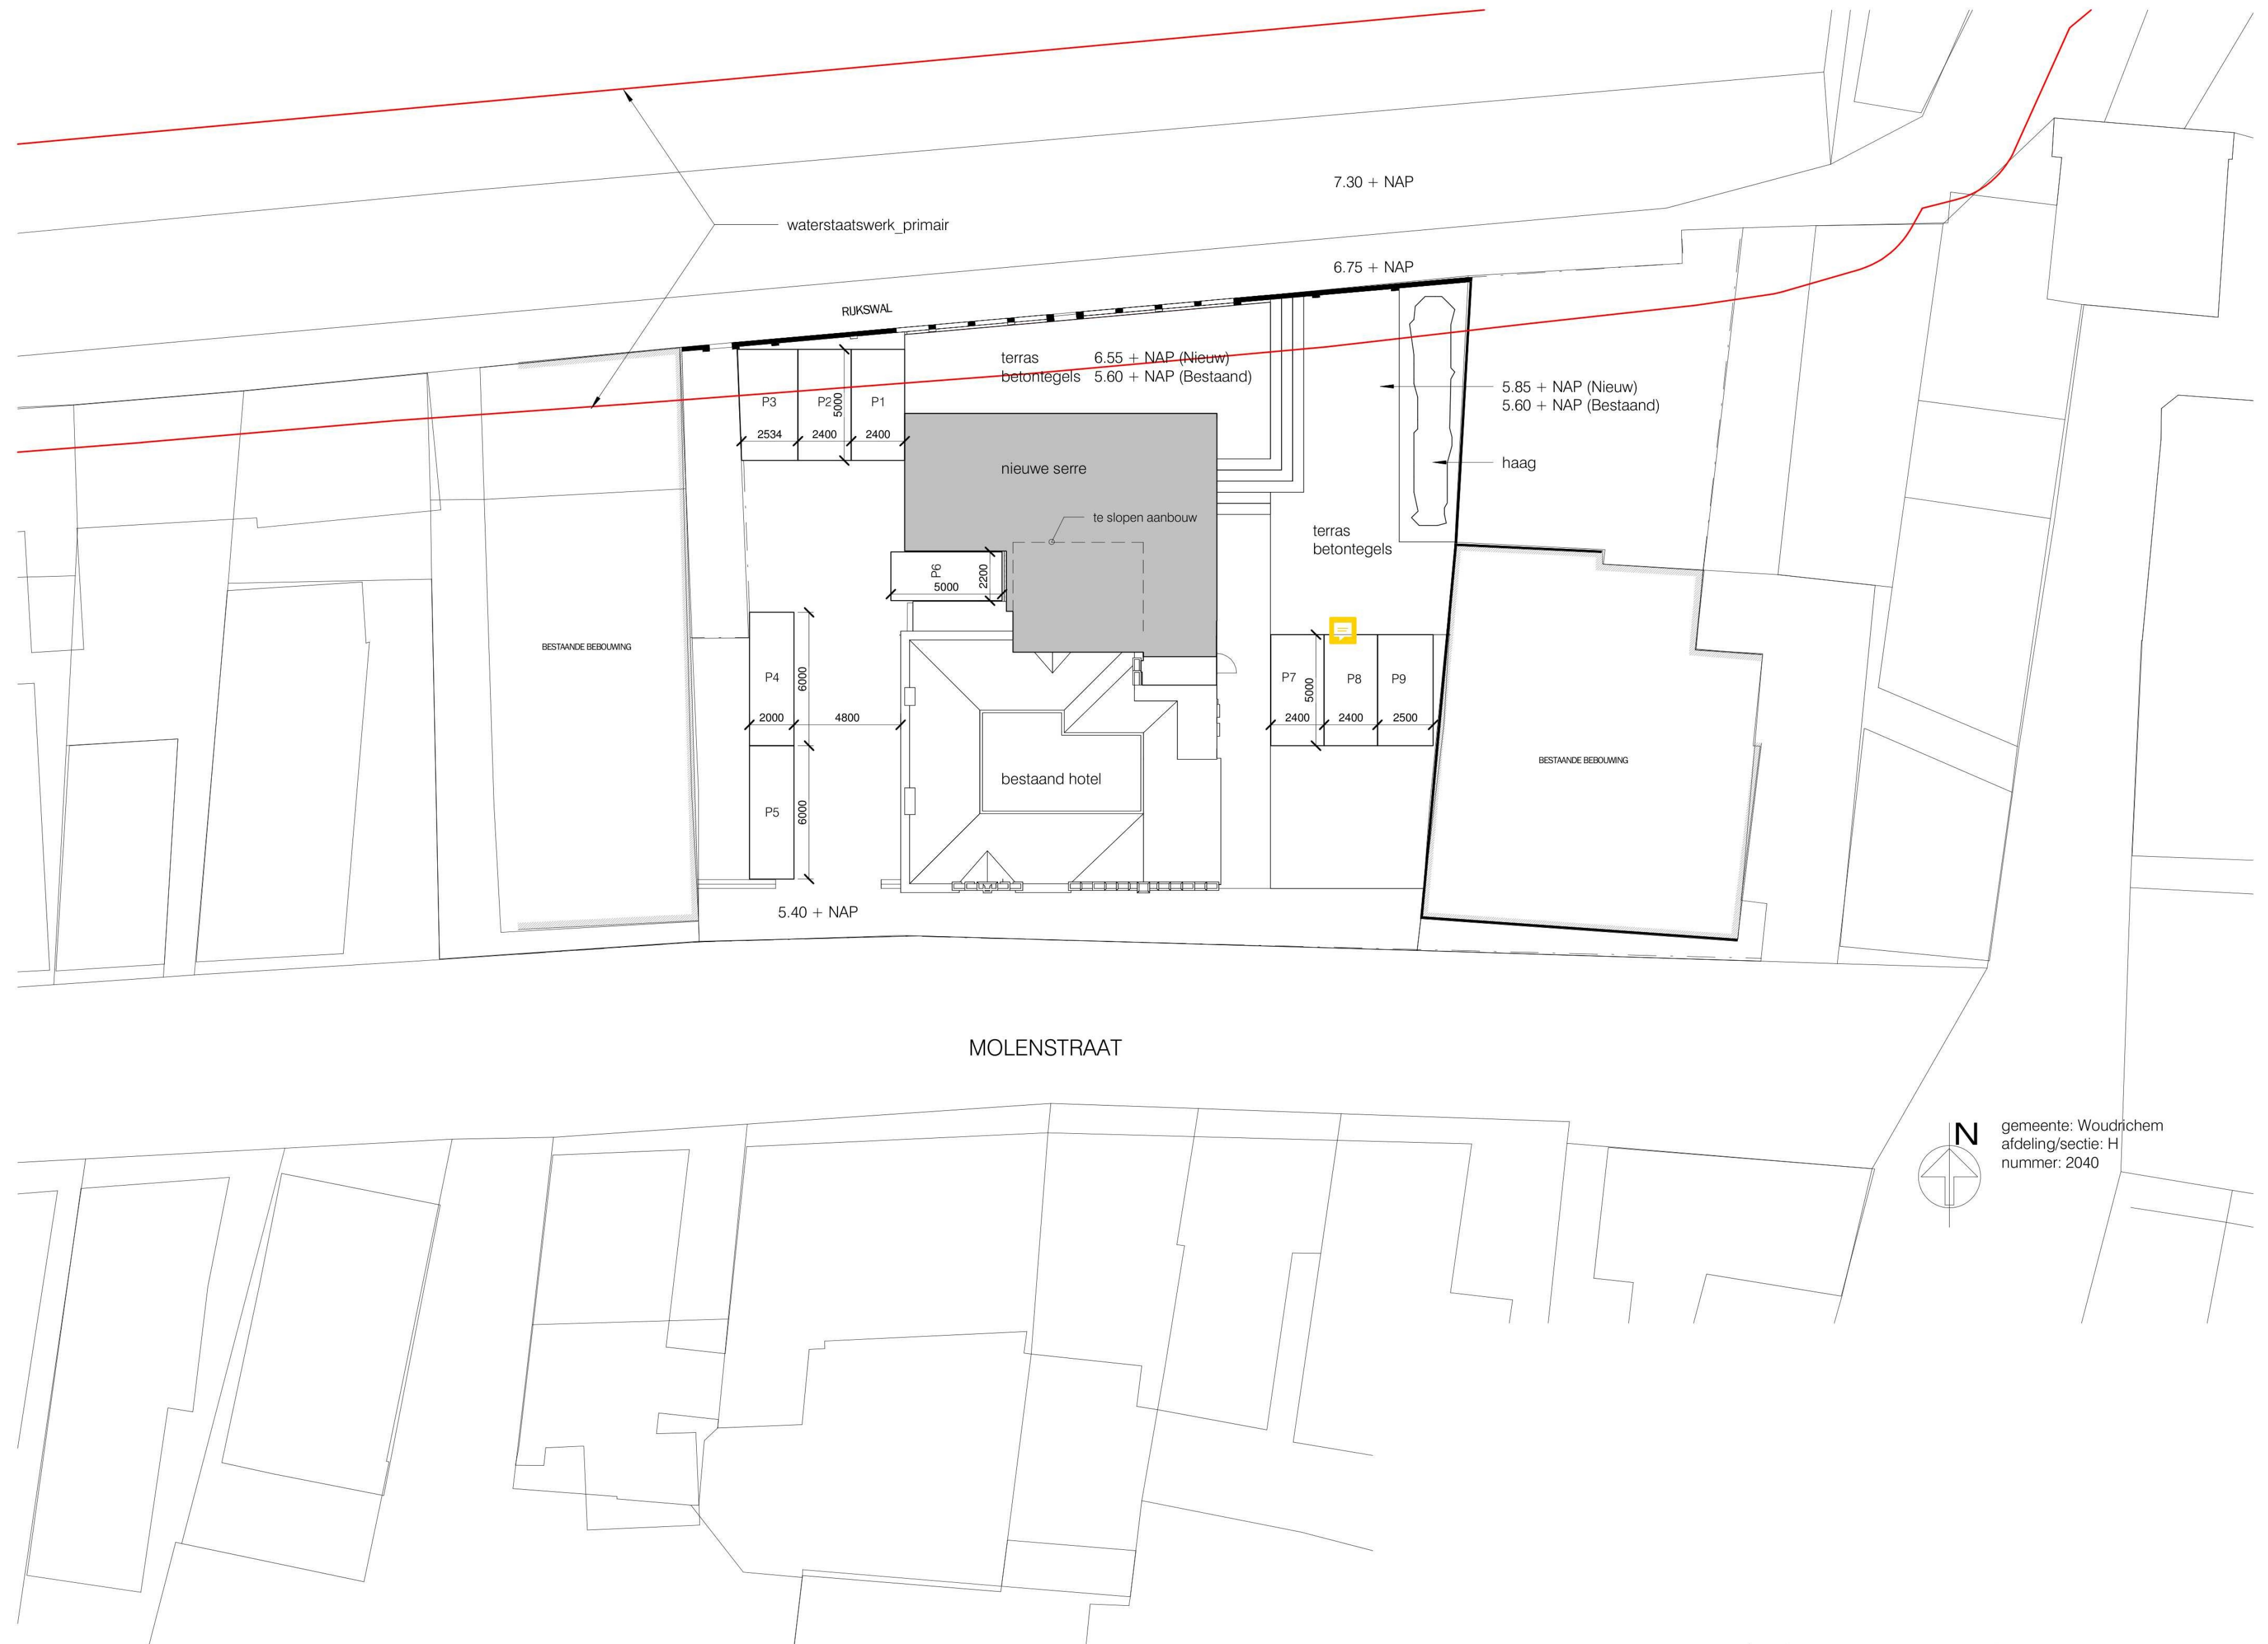 7.30 + NAP
waterstaatswerk_primair
6.75 + NAP
RIJKSWAL
terras 6.55 + NAP (Nieuw)
betontegels 5.60 + NAP (Bestaand)
5.85 + NAP (Nieuw)
5.60 + NAP (Bestaand)
P3
P2
5000
P1
2534
2400
2400
nieuwe serre
haag
te slopen aanbouw
terras
betontegels
P6
5000
2200
BESTAANDE BEBOUWING
P4
6000
2000
4800
P7
5000
P8
P9
2400
2400
2500
BESTAANDE BEBOUWING
bestaand hotel
P5
6000
5.40 + NAP
MOLENSTRAAT
N
gemeente: Woudrichem
afdeling/sectie: H
nummer: 2040